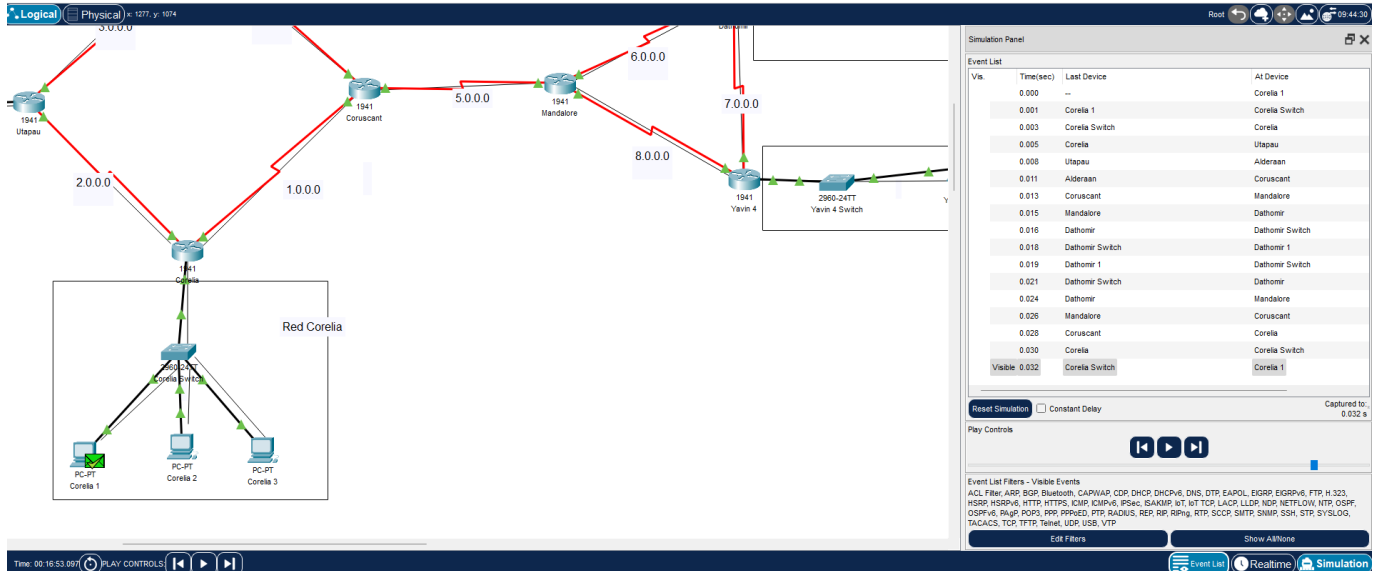 Logical Physical x: 1277, y: 1074 Root 09:44:30
3.0.0.0
6.0.0.0
1941
Utapau
1941
Coruscant
5.0.0.0
1941
Mandalore
7.0.0.0
2.0.0.0
1.0.0.0
8.0.0.0
1941
Yavin 4
2960-24TT
Yavin 4 Switch
1941
Corelia
Red Corelia
2960-24TT
Corelia Switch
PC-PT
Corelia 1
PC-PT
Corelia 2
PC-PT
Corelia 3
Simulation Panel
Event List
Vis. Time(sec) Last Device At Device
0.000 -- Corelia 1
0.001 Corelia 1 Corelia Switch
0.003 Corelia Switch Corelia
0.005 Corelia Utapau
0.008 Utapau Alderaan
0.011 Alderaan Coruscant
0.013 Coruscant Mandalore
0.015 Mandalore Dathomir
0.016 Dathomir Dathomir Switch
0.018 Dathomir Switch Dathomir 1
0.019 Dathomir 1 Dathomir Switch
0.021 Dathomir Switch Dathomir
0.024 Dathomir Mandalore
0.026 Mandalore Coruscant
0.028 Coruscant Corelia
0.030 Corelia Corelia Switch
Visible 0.032 Corelia Switch Corelia 1
Reset Simulation Constant Delay Captured to:
0.032 s
Play Controls
Event List Filters - Visible Events
ACL Filter, ARP, BGP, Bluetooth, CAPWAP, CDP, DHCP, DHCPv6, DNS, DTP, EAPOL, EIGRP, EIGRPv6, FTP, H.323,
HSRP, HSRPv6, HTTP, HTTPS, ICMP, ICMPv6, IPSec, ISAKMP, IoT, IoT TCP, LACP, LLDP, NDP, NETFLOW, NTP, OSPF,
OSPFv6, PAgP, POP3, PPP, PPPoED, PTP, RADIUS, REP, RIP, RIPng, RTP, SCCP, SMTP, SNMP, SSH, STP, SYSLOG,
TACACS, TCP, TFTP, Telnet, UDP, USB, VTP
Edit Filters Show All/None
Time: 00:16:53.097 PLAY CONTROLS: Event List Realtime Simulation